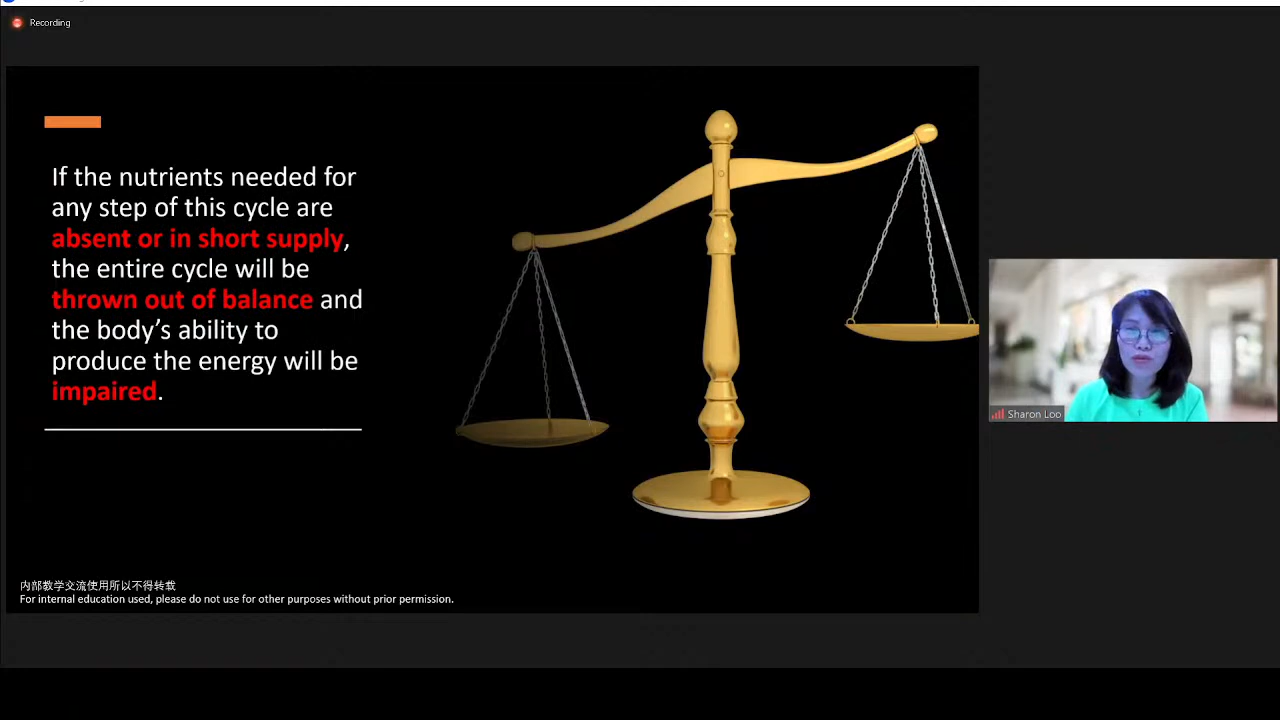 Recording
If the nutrients needed for
any step of this cycle are
absent or in short supply,
the entire cycle will be
thrown out of balance and
the body’s ability to
produce the energy will be
impaired.
Sharon Loo
内部教学交流使用所以不得转载
For internal education used, please do not use for other purposes without prior permission.